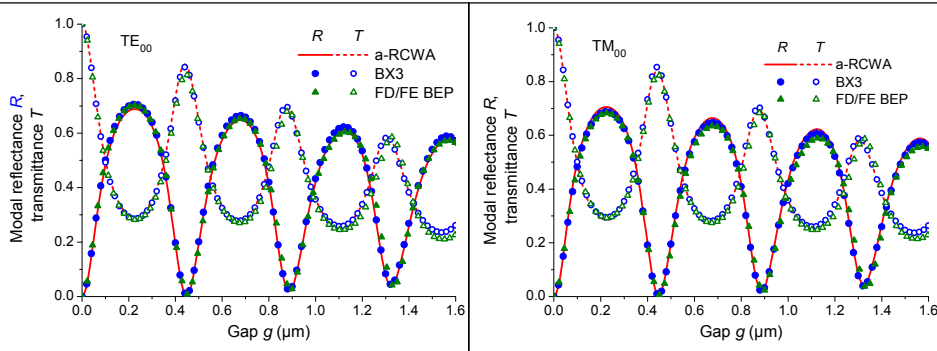 Modal reflectance R,
transmittance T
1.0
0.8
0.6
0.4
0.2
0.0
TE00
R T
a-RCWA
BX3
FD/FE BEP
0.0 0.2 0.4 0.6 0.8 1.0 1.2 1.4 1.6
Gap g (μm)
Modal reflectance R,
transmittance T
1.0
0.8
0.6
0.4
0.2
0.0
TM00
R T
a-RCWA
BX3
FD/FE BEP
0.0 0.2 0.4 0.6 0.8 1.0 1.2 1.4 1.6
Gap g (μm)